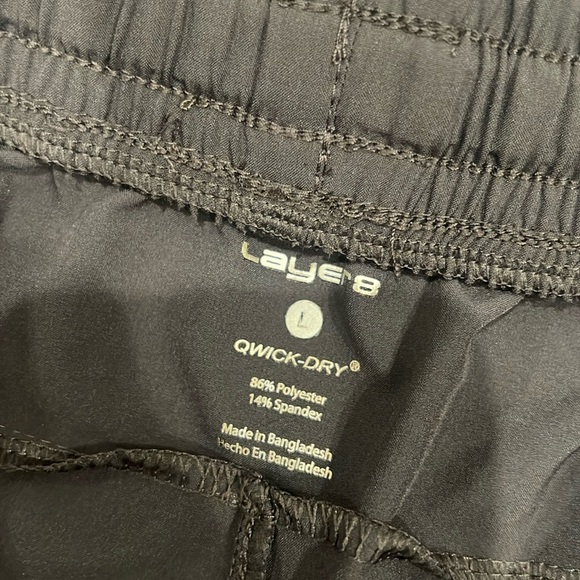 Layer8
L
QWICK-DRY®
86% Polyester
14% Spandex
Made in Bangladesh
Hecho En Bangladesh